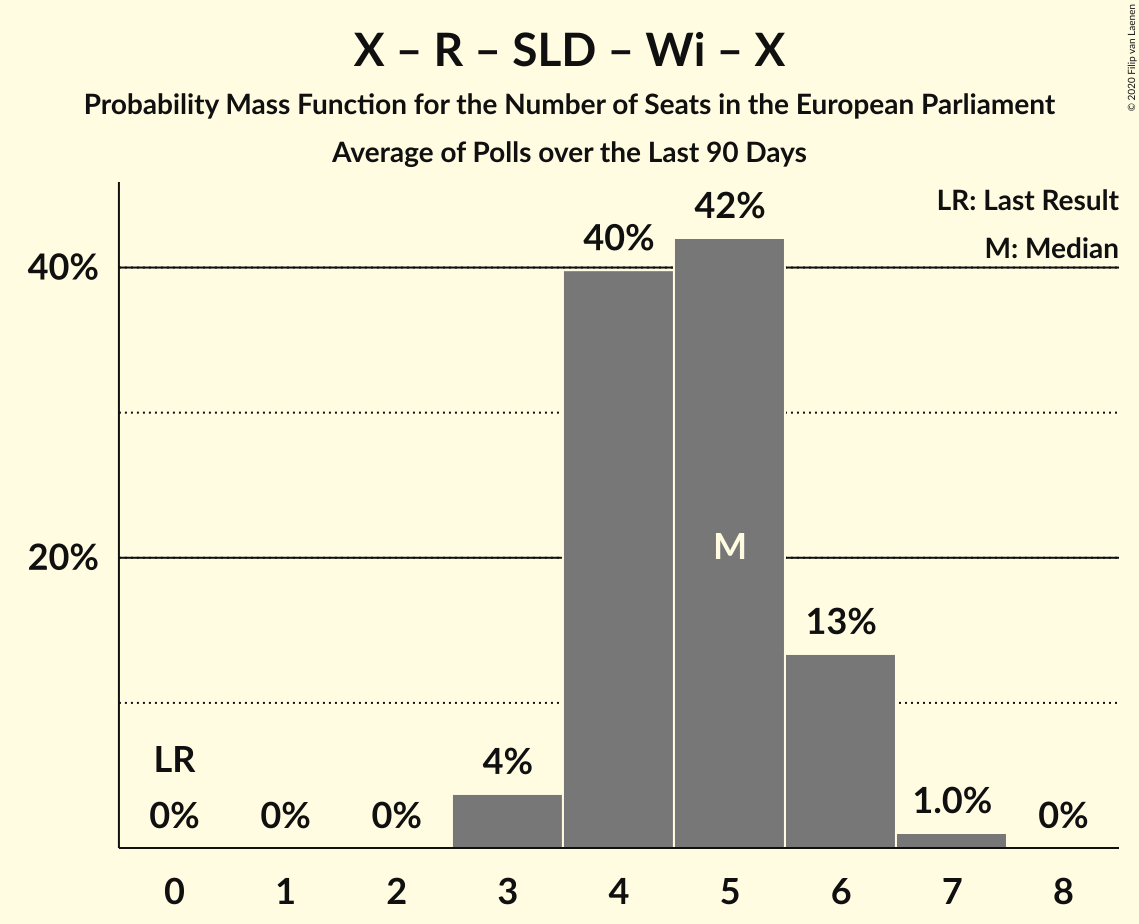 X – R – SLD – Wi – X
Probability Mass Function for the Number of Seats in the European Parliament
Average of Polls over the Last 90 Days
© 2020 Filip van Laenen
LR: Last Result
M: Median
40%
20%
LR
0%
0%
0%
4%
40%
42%
M
13%
1.0%
0%
0 1 2 3 4 5 6 7 8